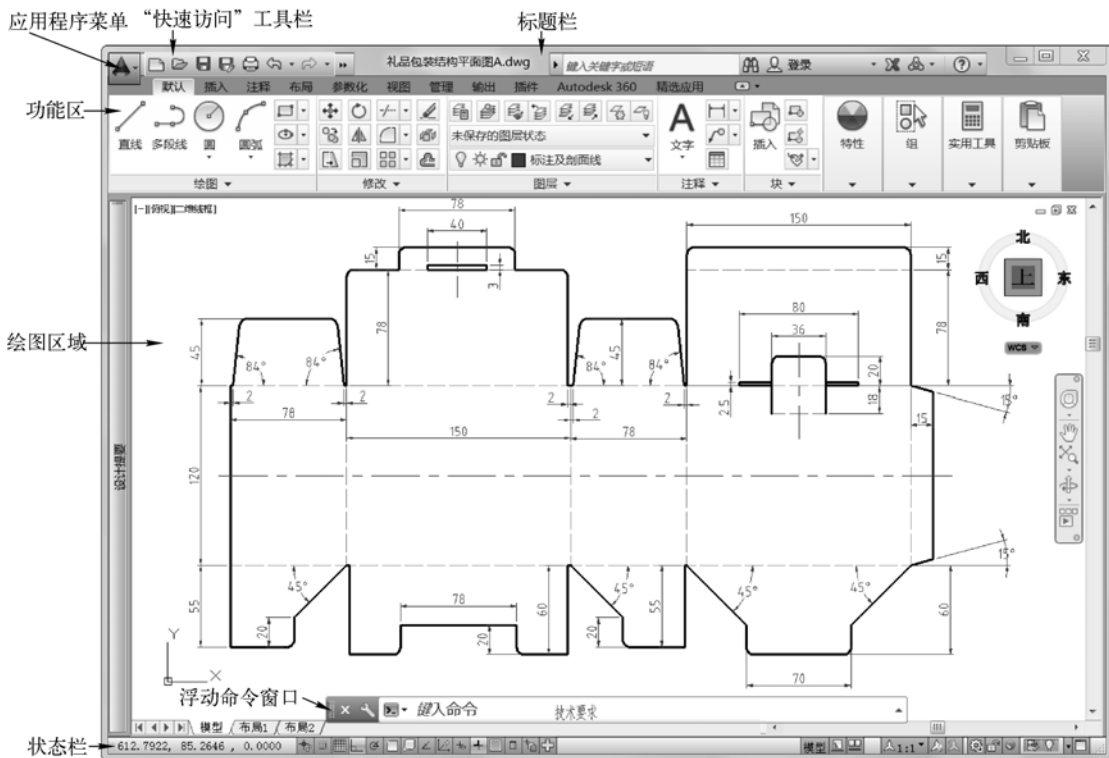 应用程序菜单 “快速访问”工具栏 标题栏
礼品包装结构平面图A.dwg 键入关键字或短语 登录
默认 插入 注释 布局 参数化 视图 管理 输出 插件 Autodesk 360 精选应用
功能区
直线 多段线 圆 圆弧
未保存的图层状态
标注及剖面线
文字 插入 特性 组 实用工具 剪贴板
绘图 修改 图层 注释 块
[-][俯视][二维线框]
78
40
15
3
78
150
15
78
北
西 上 东
南
WCS
绘图区域
45
84° 84°
84° 45 84°
80
36
20
18
2.5
15
15°
2 2 2 2 2
78
150
78
设计提要
120
15°
55
45°
20
78
20
60
45°
20
55
45° 45°
60
70
Y
X
浮动命令窗口
键入命令
技术要求
模型 布局1 布局2
状态栏
612.7922, 85.2646 , 0.0000
模型 1:1